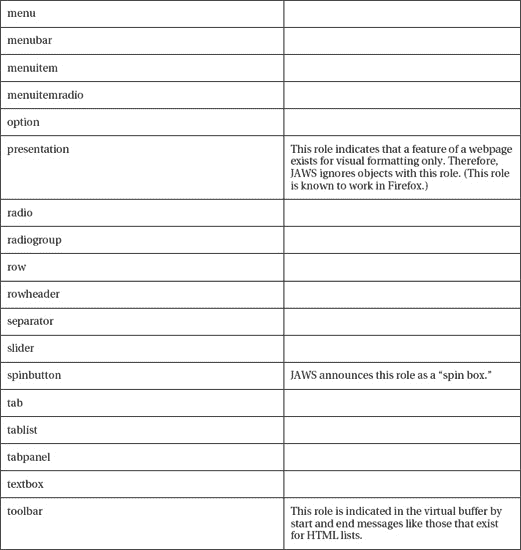 menu
menubar
menuitem
menuitemradio
option
presentation
This role indicates that a feature of a webpage
exists for visual formatting only. Therefore,
JAWS ignores objects with this role. (This role
is known to work in Firefox.)
radio
radiogroup
row
rowheader
separator
slider
spinbutton
JAWS announces this role as a “spin box.”
tab
tablist
tabpanel
textbox
toolbar
This role is indicated in the virtual buffer by
start and end messages like those that exist
for HTML lists.